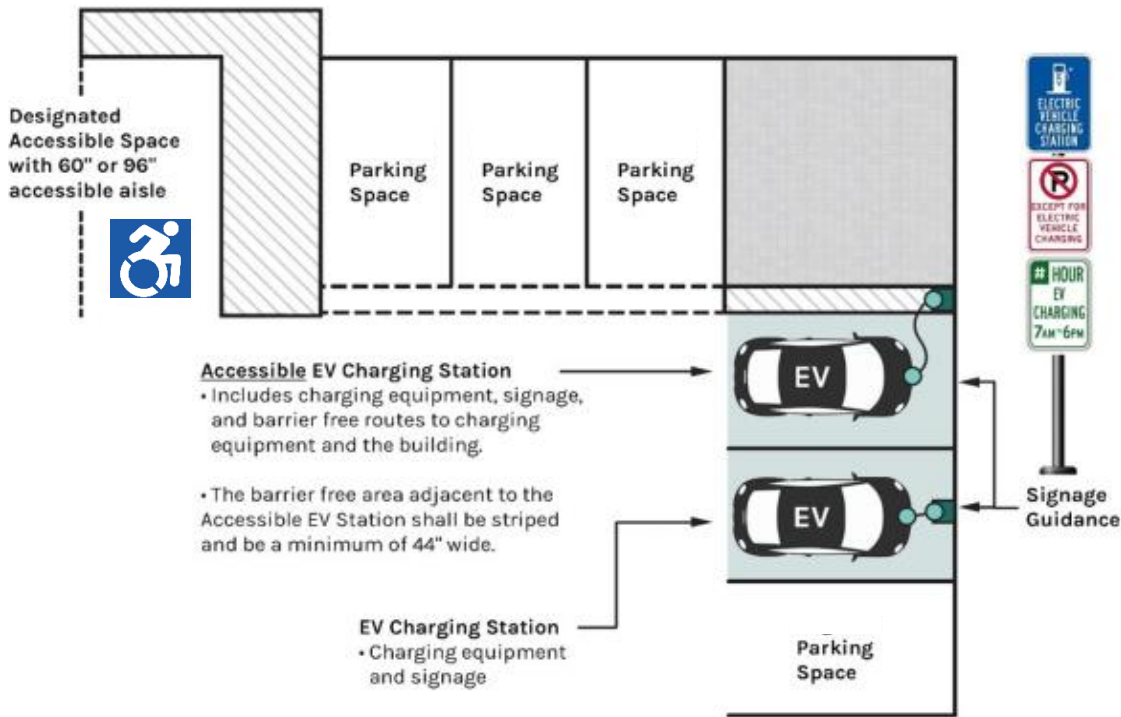 Designated
Accessible Space
with 60" or 96"
accessible aisle
Parking
Space
Parking
Space
Parking
Space
ELECTRIC
VEHICLE
CHARGING
STATION
P
EXCEPT FOR
ELECTRIC
VEHICLE
CHARGING
# HOUR
EV
CHARGING
7AM-6PM
Accessible EV Charging Station
• Includes charging equipment, signage,
and barrier free routes to charging
equipment and the building.
• The barrier free area adjacent to the
Accessible EV Station shall be striped
and be a minimum of 44" wide.
EV
EV
Signage
Guidance
EV Charging Station
• Charging equipment
and signage
Parking
Space